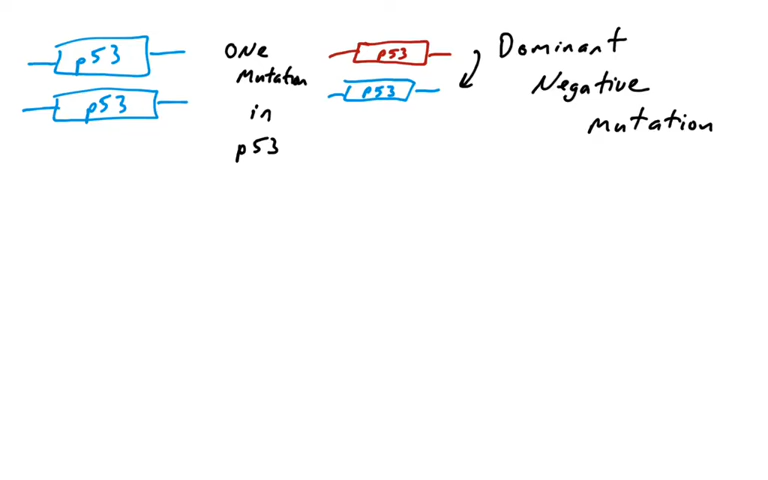 p53
p53
ONe
Mutation
in
p53
p53
p53
Dominant
Negative
Mutation